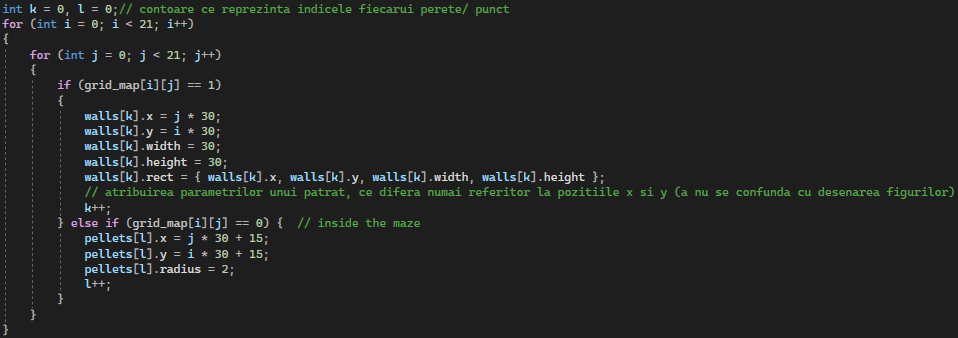 int k = 0, l = 0;// contoare ce reprezinta indicele fiecarui perete/ punct
for (int i = 0; i < 21; i++)
{
    for (int j = 0; j < 21; j++)
    {
        if (grid_map[i][j] == 1)
        {
            walls[k].x = j * 30;
            walls[k].y = i * 30;
            walls[k].width = 30;
            walls[k].height = 30;
            walls[k].rect = { walls[k].x, walls[k].y, walls[k].width, walls[k].height };
            // atribuirea parametrilor unui patrat, ce difera numai referitor la pozitiile x si y (a nu se confunda cu desenarea figurilor)
            k++;
        } else if (grid_map[i][j] == 0) {  // inside the maze
            pellets[l].x = j * 30 + 15;
            pellets[l].y = i * 30 + 15;
            pellets[l].radius = 2;
            l++;
        }
    }
}